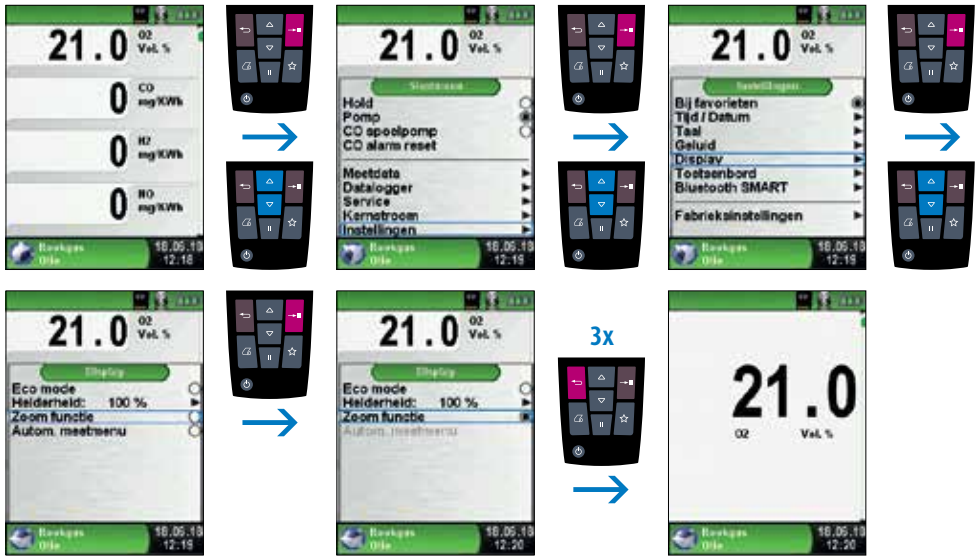 21.0 O2 Vol. %
0 CO mg/KWh
0 H2 mg/KWh
0 NO mg/KWh
Rookgas
Olie
18.05.18
12:18
21.0 O2 Vol. %
Hold
Pomp
CO spoelpomp
CO alarm reset
Meetdata
Datalogger
Service
Kernstroom
Instellingen
Rookgas
Olie
18.05.18
12:19
21.0 O2 Vol. %
Instellingen
Bij favorieten
Tijd / Datum
Taal
Geluid
Display
Toetsenbord
Bluetooth SMART
Fabrieksinstellingen
Rookgas
Olie
18.05.18
12:19
21.0 O2 Vol. %
Display
Eco mode
Helderheid: 100 %
Zoom functie
Autom. meetmenu
Rookgas
Olie
18.05.18
12:19
21.0 O2 Vol. %
Display
Eco mode
Helderheid: 100 %
Zoom functie
Autom. meetmenu
Rookgas
Olie
18.05.18
12:20
3x
21.0
O2 Vol. %
Rookgas
Olie
18.05.18
12:20